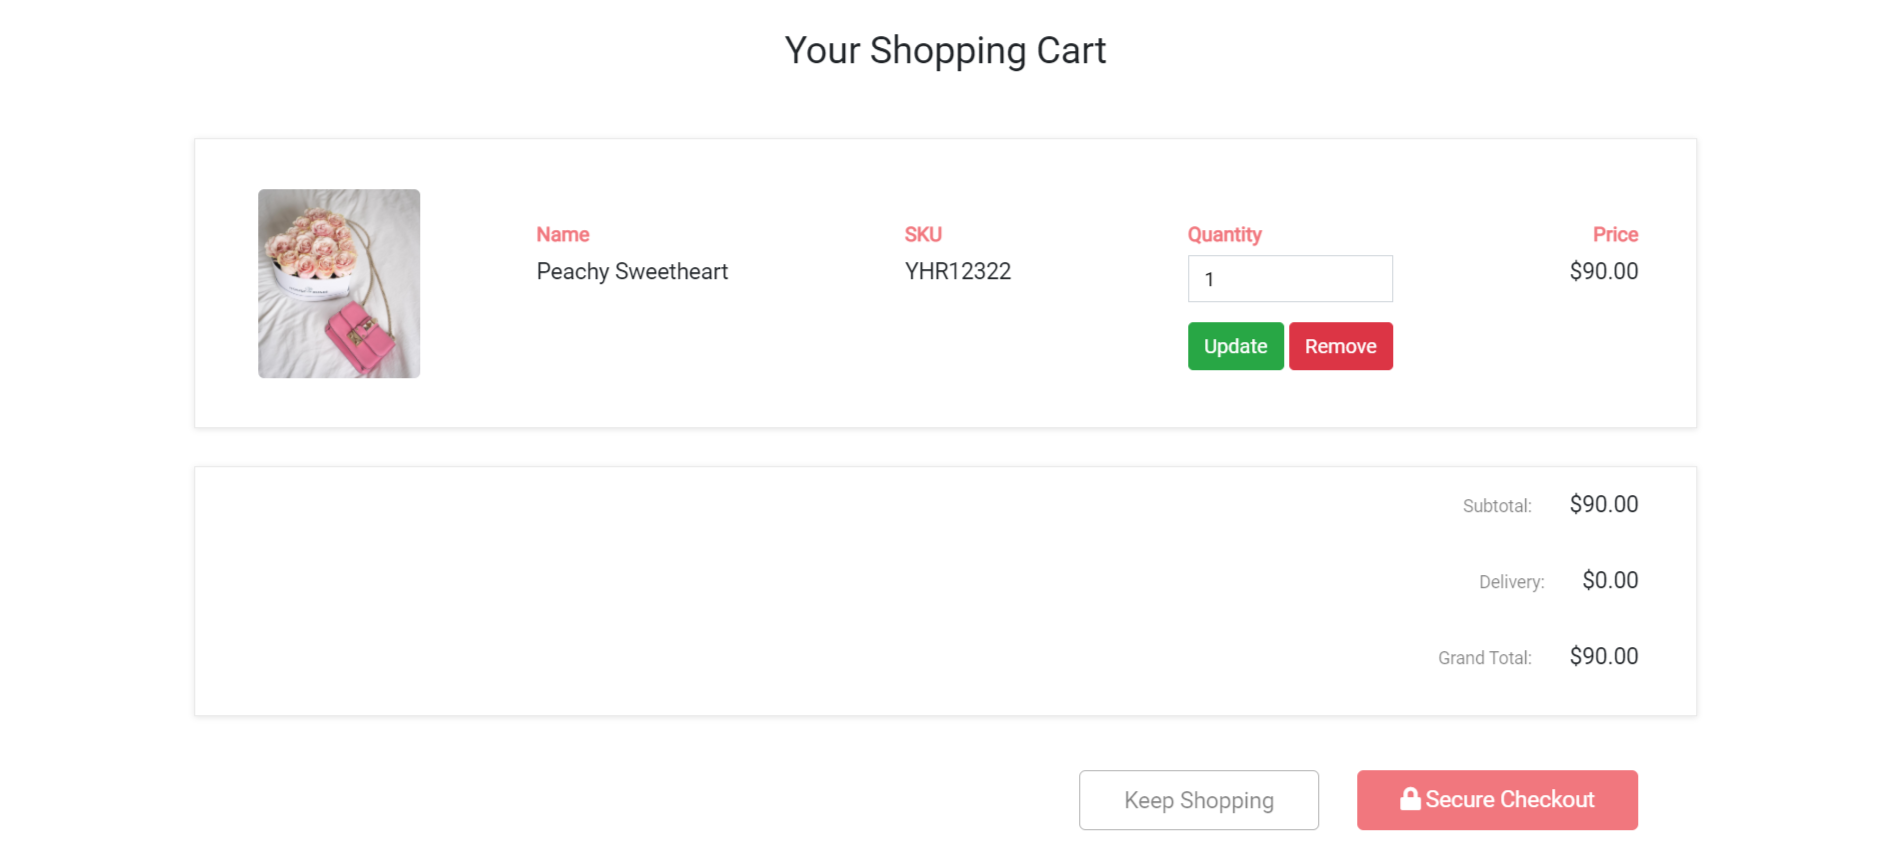 Your Shopping Cart
Name
Peachy Sweetheart
SKU
YHR12322
Quantity
1
Update Remove
Price
$90.00
Subtotal: $90.00
Delivery: $0.00
Grand Total: $90.00
Keep Shopping
Secure Checkout